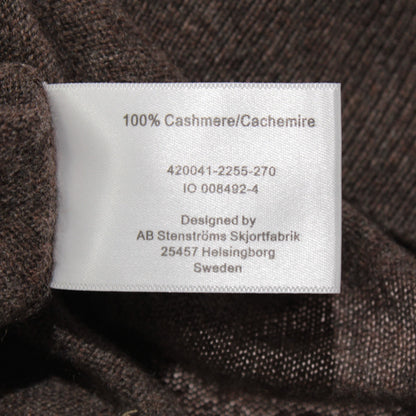 100% Cashmere/Cachemire
420041-2255-270
IO 008492-4
Designed by
AB Stenströms Skjortfabrik
25457 Helsingborg
Sweden